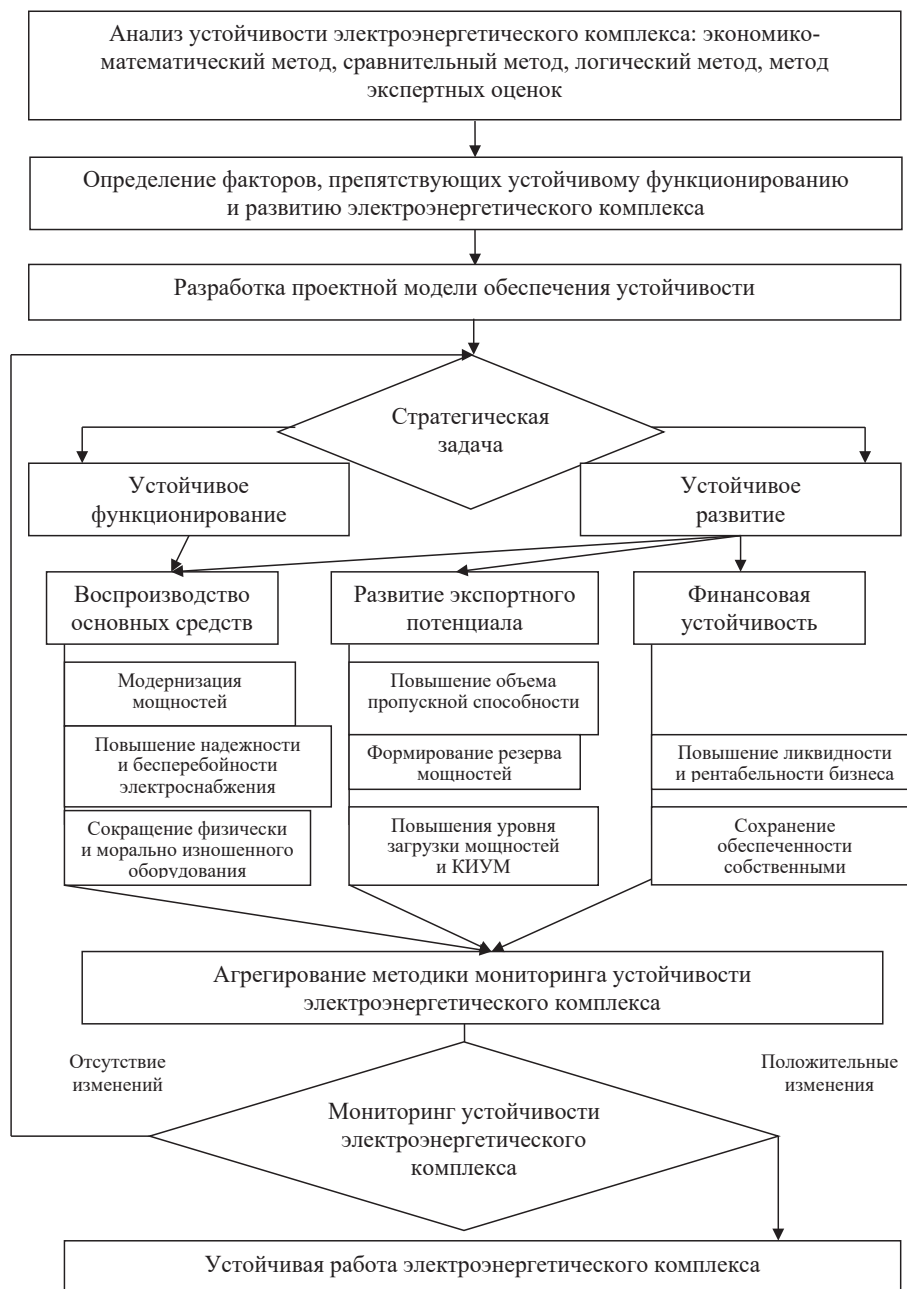 Анализ устойчивости электроэнергетического комплекса: экономико-
математический метод, сравнительный метод, логический метод, метод
экспертных оценок
Определение факторов, препятствующих устойчивому функционированию
и развитию электроэнергетического комплекса
Разработка проектной модели обеспечения устойчивости
Стратегическая
задача
Устойчивое
функционирование
Устойчивое
развитие
Воспроизводство
основных средств
Развитие экспортного
потенциала
Финансовая
устойчивость
Модернизация
мощностей
Повышение надежности
и бесперебойности
электроснабжения
Сокращение физически
и морально изношенного
оборудования
Повышение объема
пропускной способности
Формирование резерва
мощностей
Повышения уровня
загрузки мощностей
и КИУМ
Повышение ликвидности
и рентабельности бизнеса
Сохранение
обеспеченности
собственными
Агрегирование методики мониторинга устойчивости
электроэнергетического комплекса
Отсутствие
изменений
Положительные
изменения
Мониторинг устойчивости
электроэнергетического
комплекса
Устойчивая работа электроэнергетического комплекса